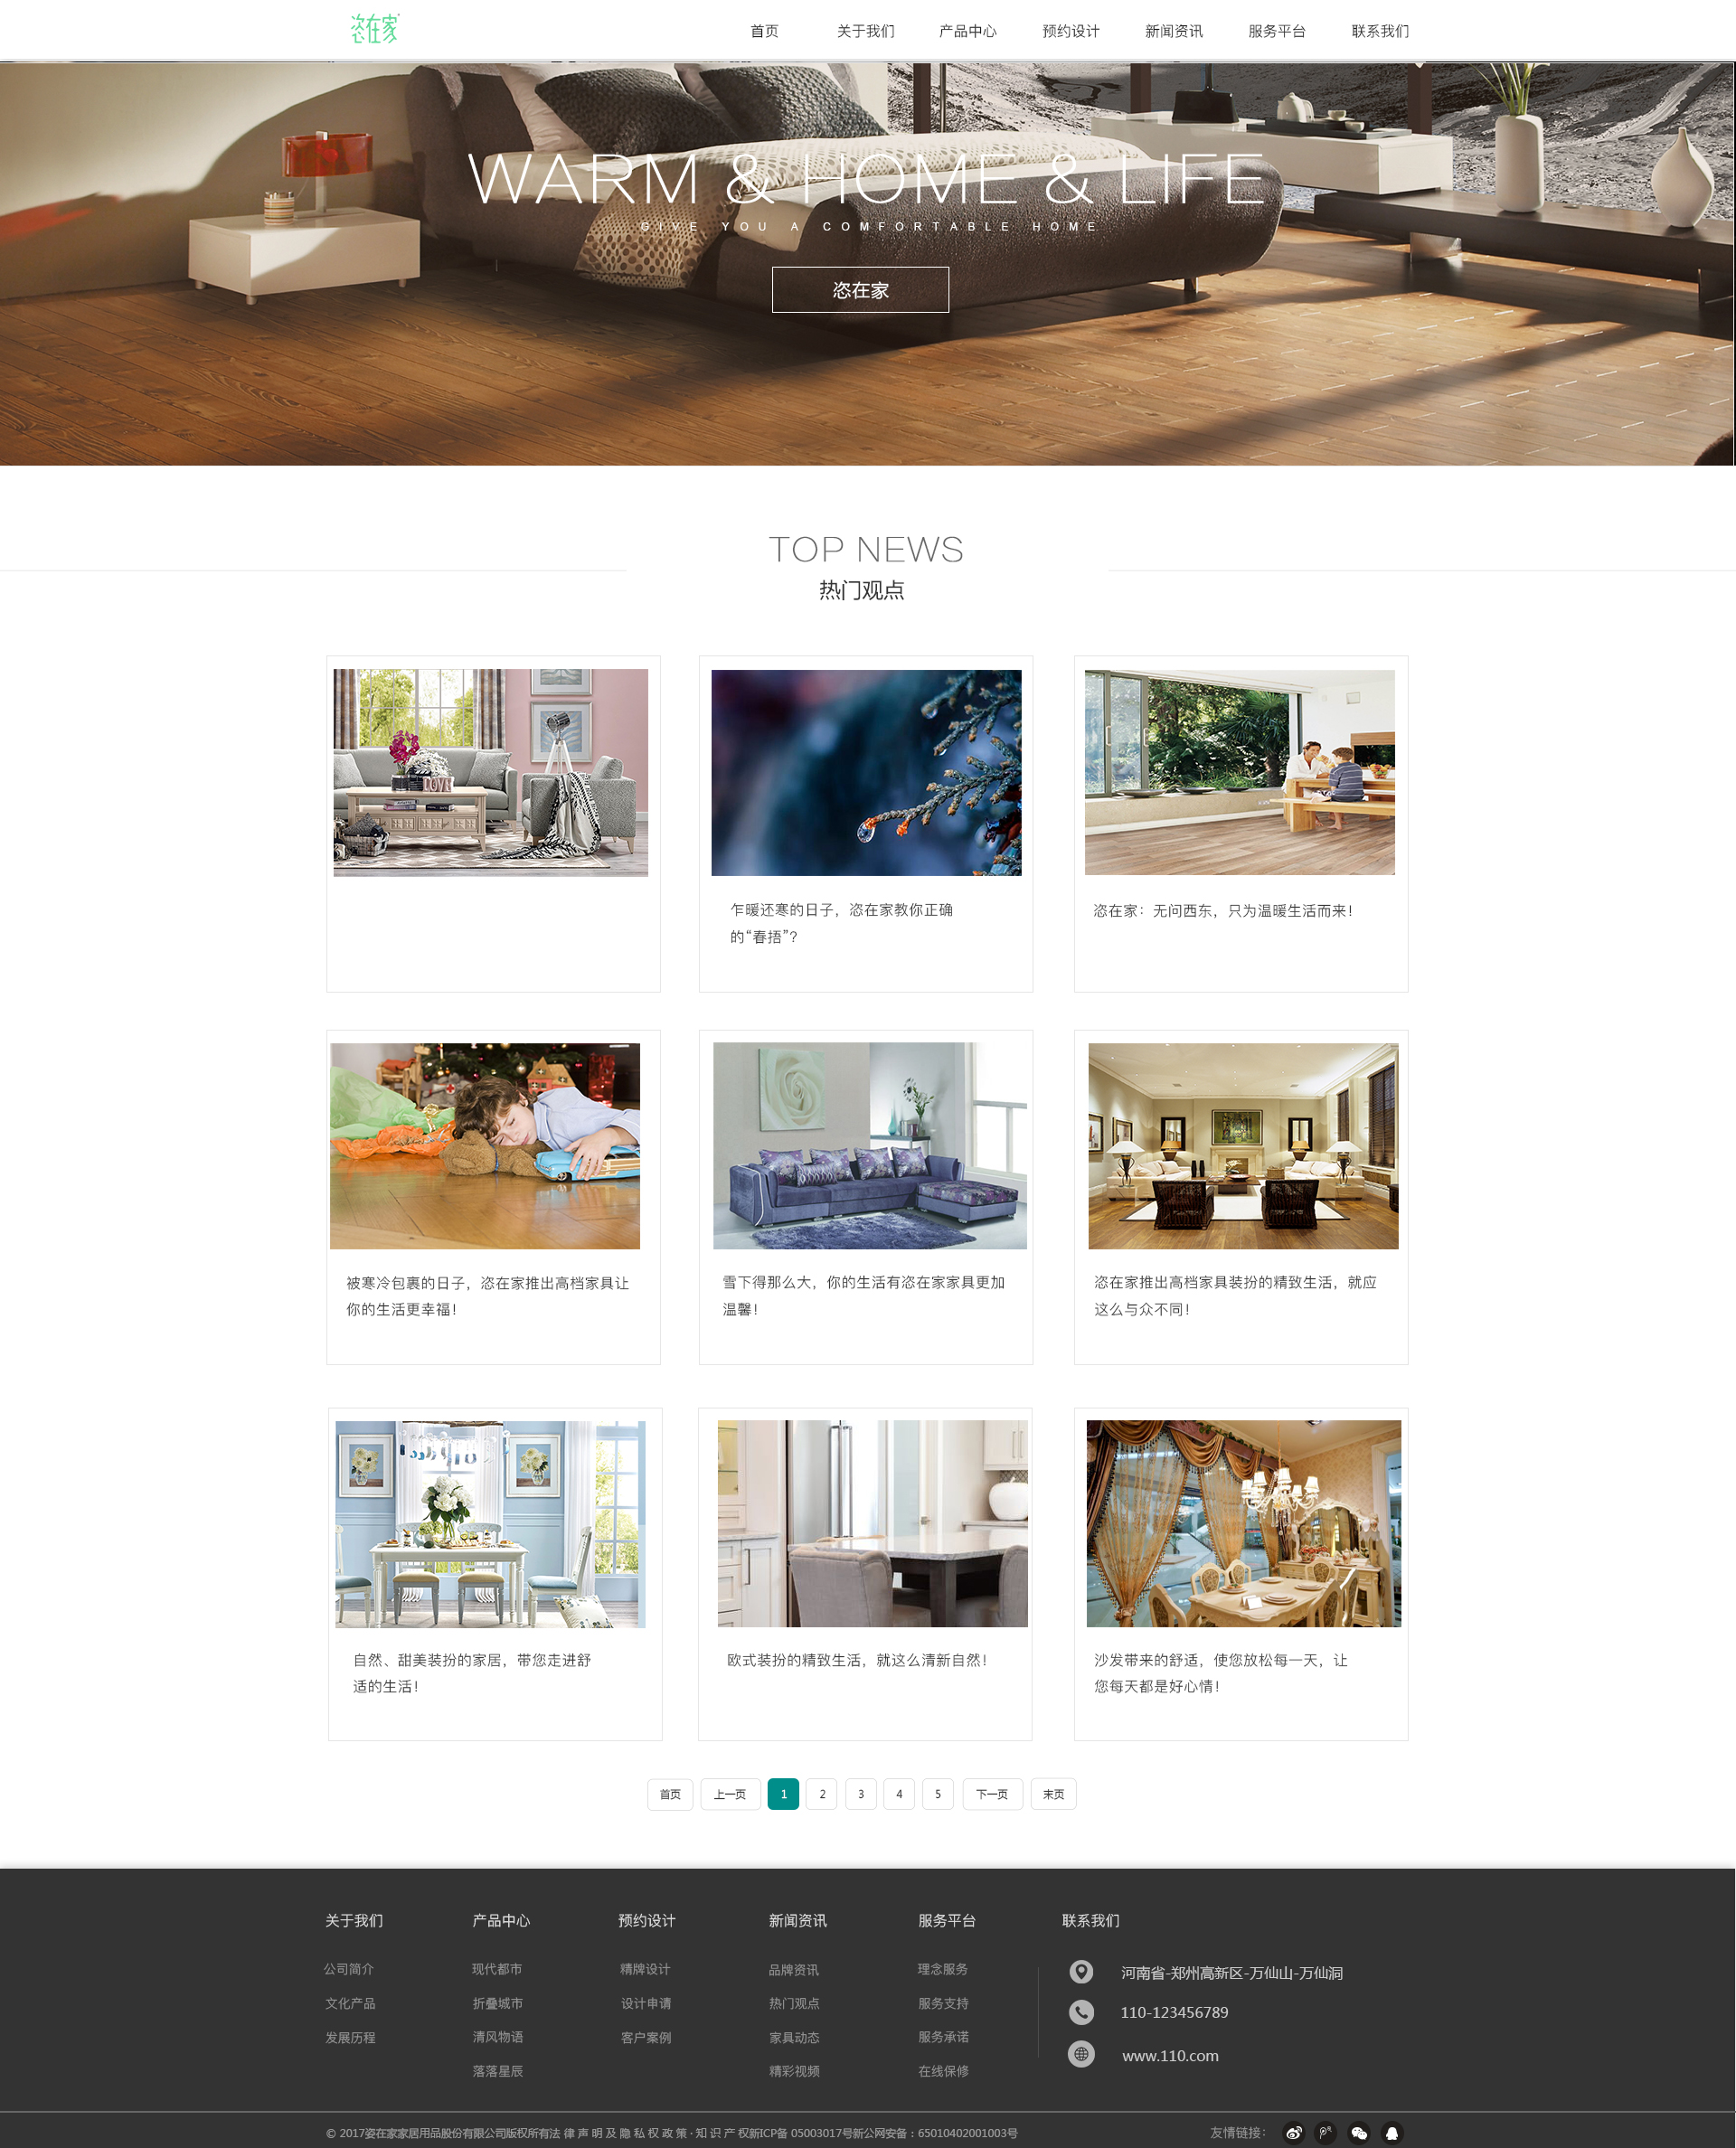 恣在家
首页 关于我们 产品中心 预约设计 新闻资讯 服务平台 联系我们
WARM & HOME & LIFE
GIVE YOU A COMFORTABLE HOME
恣在家
TOP NEWS
热门观点
LOVE
乍暖还寒的日子，恣在家教你正确
的“春捂”？
恣在家：无问西东，只为温暖生活而来！
被寒冷包裹的日子，恣在家推出高档家具让
你的生活更幸福！
雪下得那么大，你的生活有恣在家家具更加
温馨！
恣在家推出高档家具装扮的精致生活，就应
这么与众不同！
自然、甜美装扮的家居，带您走进舒
适的生活！
欧式装扮的精致生活，就这么清新自然！
沙发带来的舒适，使您放松每一天，让
您每天都是好心情！
首页 上一页 1 2 3 4 5 下一页 末页
关于我们 产品中心 预约设计 新闻资讯 服务平台 联系我们
公司简介 现代都市 精牌设计 品牌资讯 理念服务 河南省-郑州高新区-万仙山-万仙洞
文化产品 折叠城市 设计申请 热门观点 服务支持 110-123456789
发展历程 清风物语 客户案例 家具动态 服务承诺 www.110.com
落落星辰 精彩视频 在线保修
© 2017姿在家家居用品股份有限公司版权所有法 律 声 明 及 隐 私 权 政 策 · 知 识 产 权新ICP备 05003017号新公网安备：65010402001003号 友情链接：